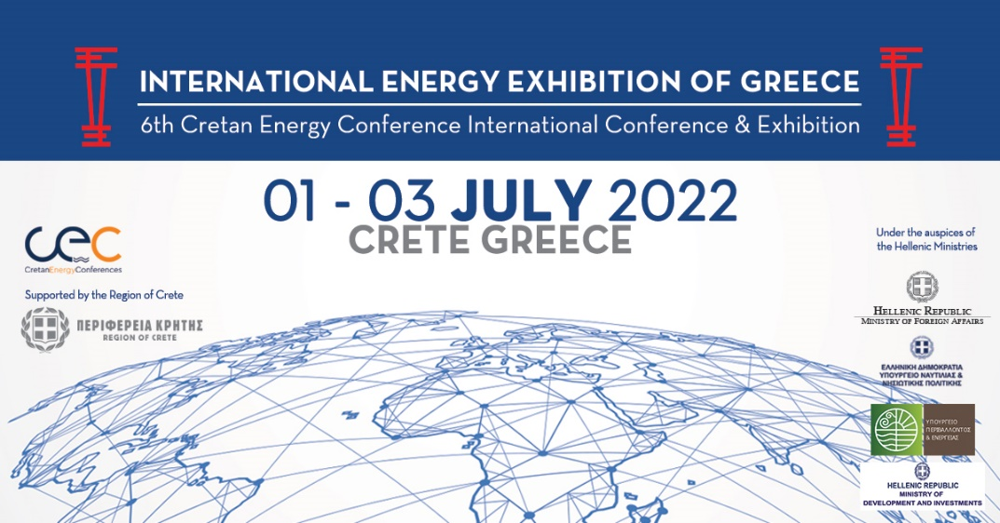 INTERNATIONAL ENERGY EXHIBITION OF GREECE
6th Cretan Energy Conference International Conference & Exhibition
01 - 03 JULY 2022
CRETE GREECE
cec
CretanEnergyConferences
Supported by the Region of Crete
ΠΕΡΙΦΕΡΕΙΑ ΚΡΗΤΗΣ
REGION OF CRETE
Under the auspices of
the Hellenic Ministries
HELLENIC REPUBLIC
MINISTRY OF FOREIGN AFFAIRS
ΕΛΛΗΝΙΚΗ ΔΗΜΟΚΡΑΤΙΑ
ΥΠΟΥΡΓΕΙΟ ΝΑΥΤΙΛΙΑΣ &
ΝΗΣΙΩΤΙΚΗΣ ΠΟΛΙΤΙΚΗΣ
ΥΠΟΥΡΓΕΙΟ
ΠΕΡΙΒΑΛΛΟΝΤΟΣ
& ΕΝΕΡΓΕΙΑΣ
HELLENIC REPUBLIC
MINISTRY OF
DEVELOPMENT AND INVESTMENTS